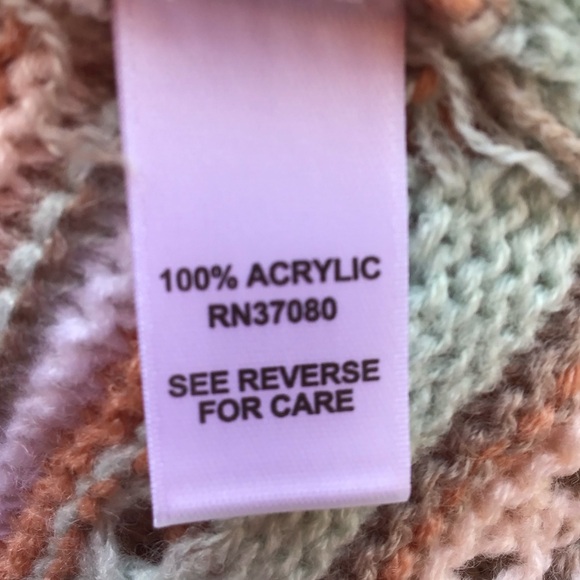 100% ACRYLIC
RN37080
SEE REVERSE
FOR CARE